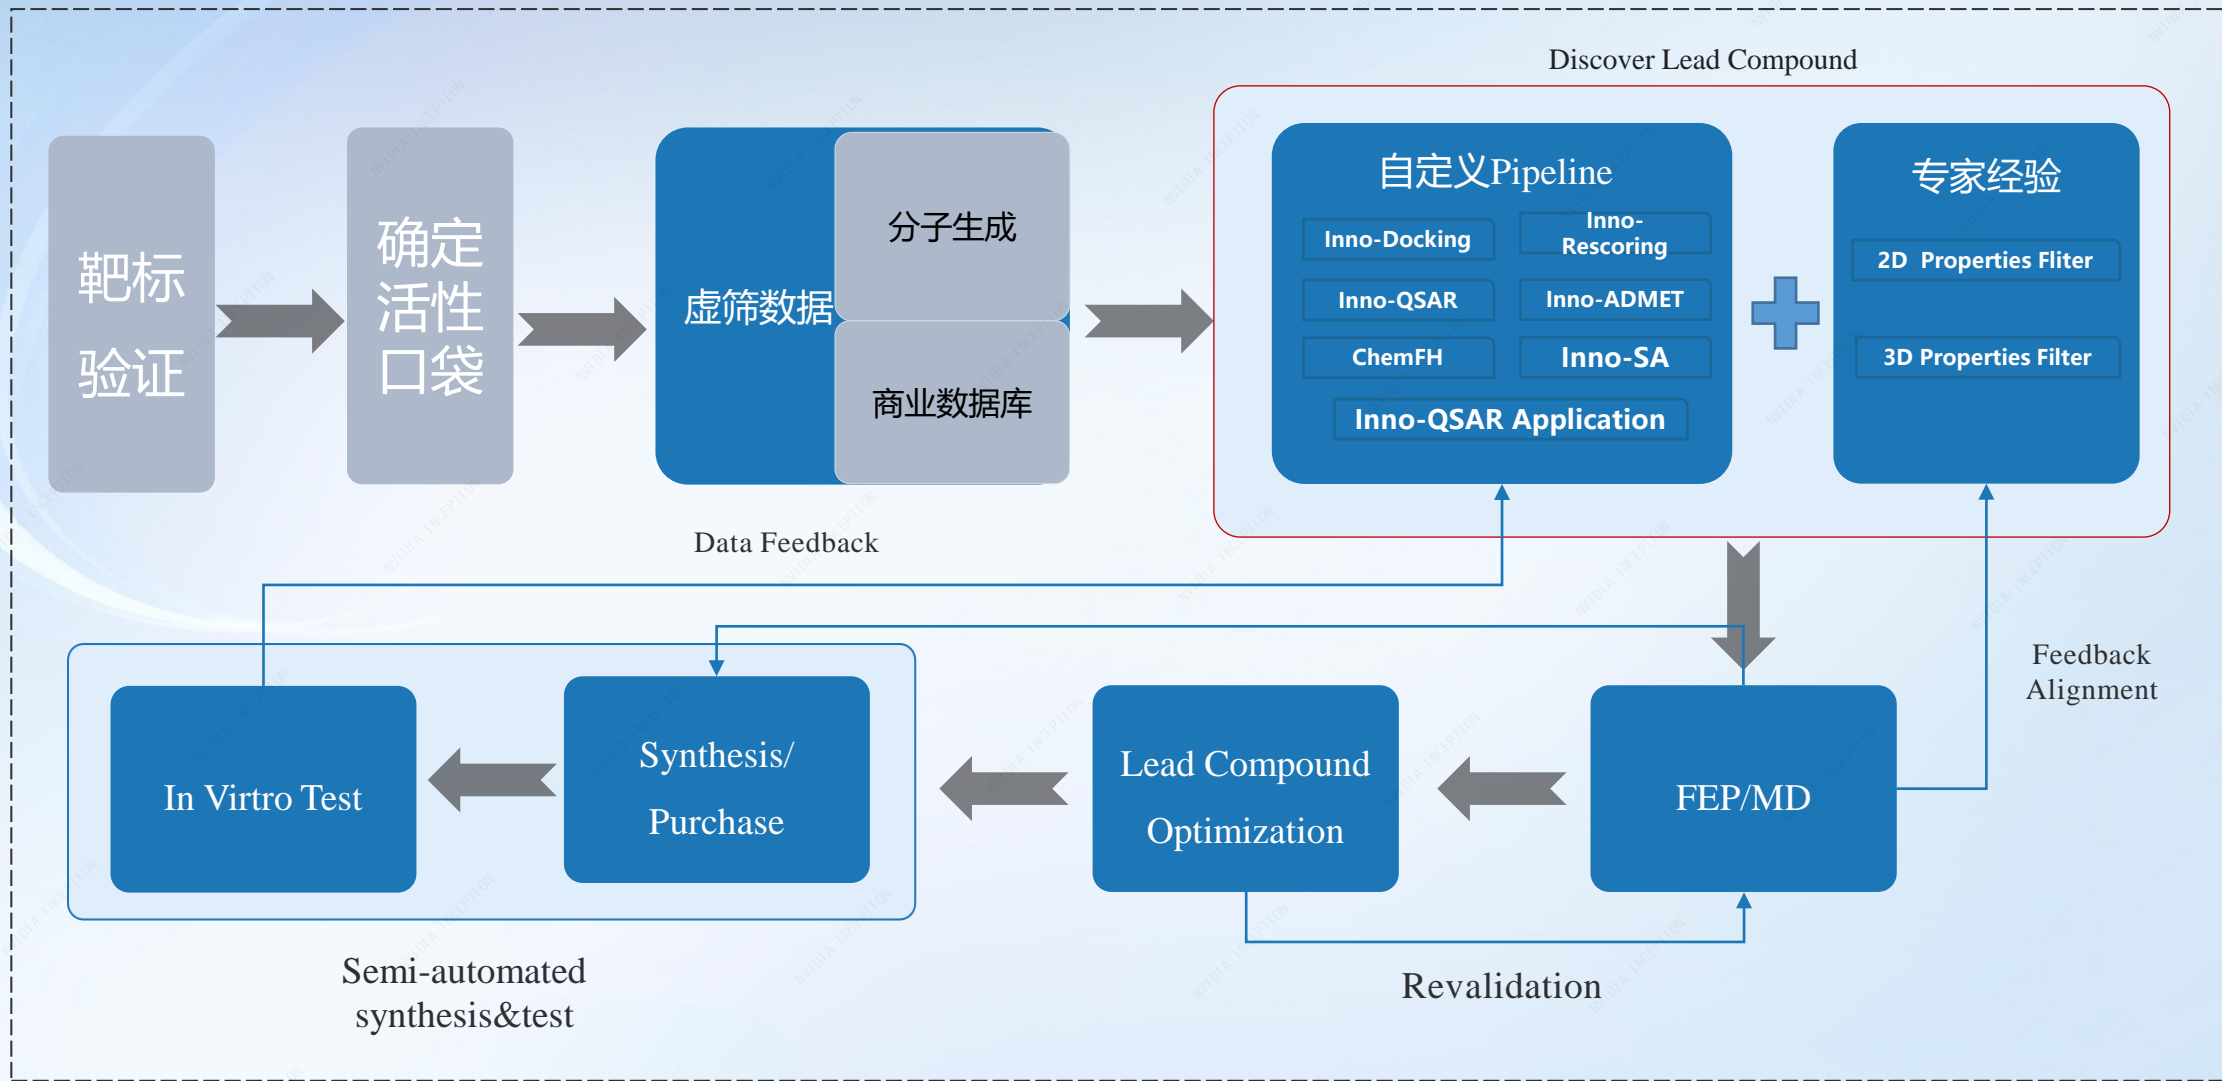 Discover Lead Compound
靶标
验证
确定
活性
口袋
虚筛数据
分子生成
商业数据库
自定义Pipeline
Inno-Docking
Inno-
Rescoring
Inno-QSAR
Inno-ADMET
ChemFH
Inno-SA
Inno-QSAR Application
专家经验
2D Properties Fliter
3D Properties Filter
Data Feedback
Feedback
Alignment
In Virtro Test
Synthesis/
Purchase
Lead Compound
Optimization
FEP/MD
Semi-automated
synthesis&test
Revalidation
NVIDIA INCEPTION